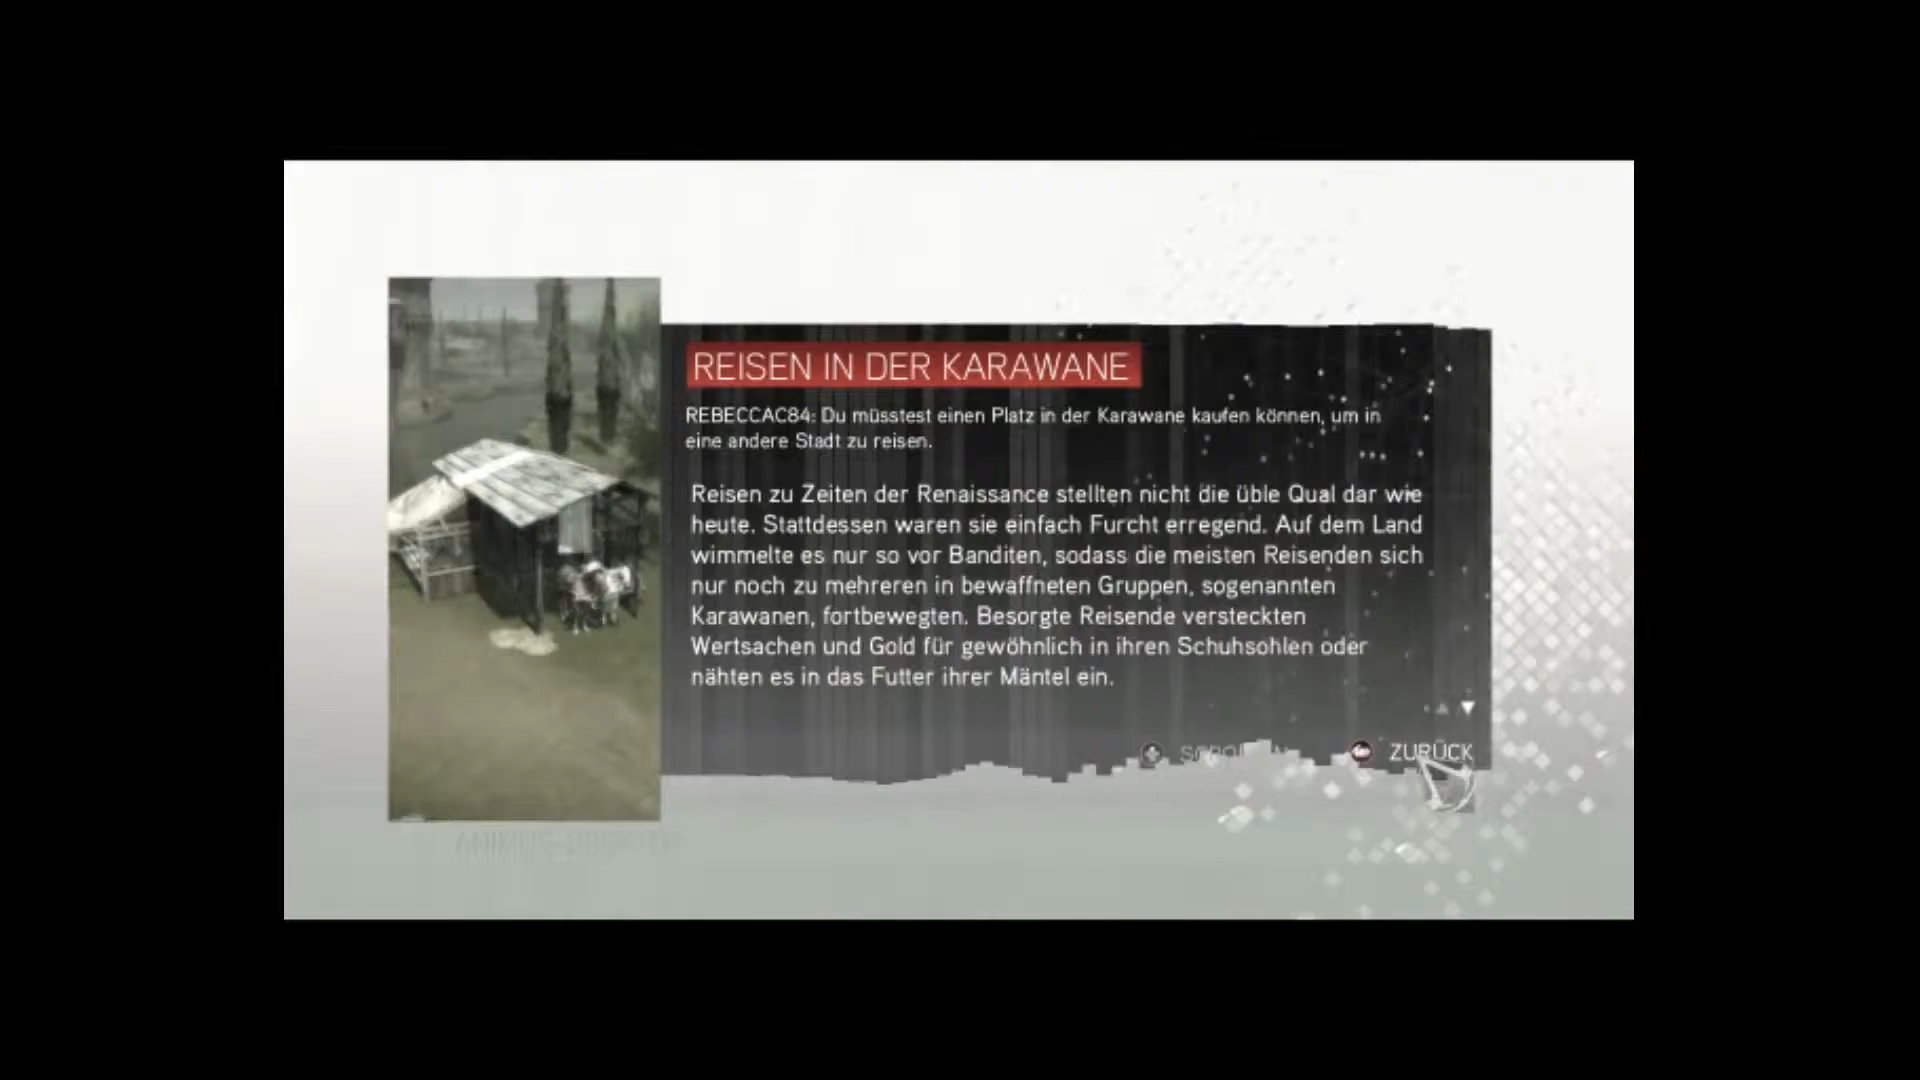 REISEN IN DER KARAWANE
REBECCAC84: Du müsstest einen Platz in der Karawane kaufen können, um in
eine andere Stadt zu reisen.
Reisen zu Zeiten der Renaissance stellten nicht die üble Qual dar wie
heute. Stattdessen waren sie einfach Furcht erregend. Auf dem Land
wimmelte es nur so vor Banditen, sodass die meisten Reisenden sich
nur noch zu mehreren in bewaffneten Gruppen, sogenannten
Karawanen, fortbewegten. Besorgte Reisende versteckten
Wertsachen und Gold für gewöhnlich in ihren Schuhsohlen oder
nähten es in das Futter ihrer Mäntel ein.
ZURÜCK